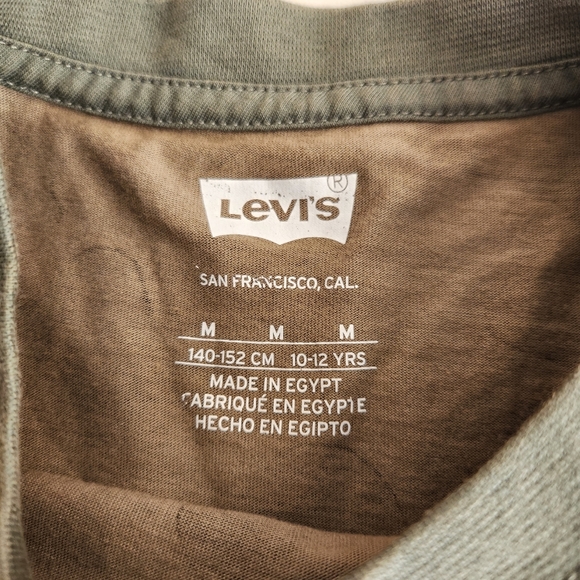 LEVI'S ®
SAN FRANCISCO, CAL.
M M M
140-152 CM 10-12 YRS
MADE IN EGYPT
FABRIQUÉ EN EGYPTE
HECHO EN EGIPTO